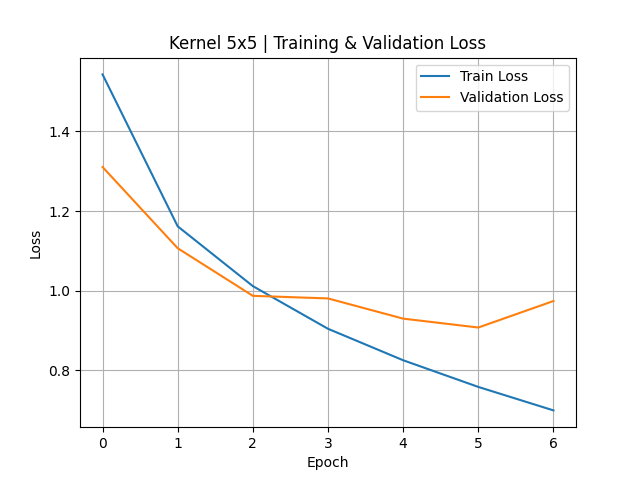 Kernel 5x5 | Training & Validation Loss
Train Loss
Validation Loss
Loss
1.4
1.2
1.0
0.8
0 1 2 3 4 5 6
Epoch